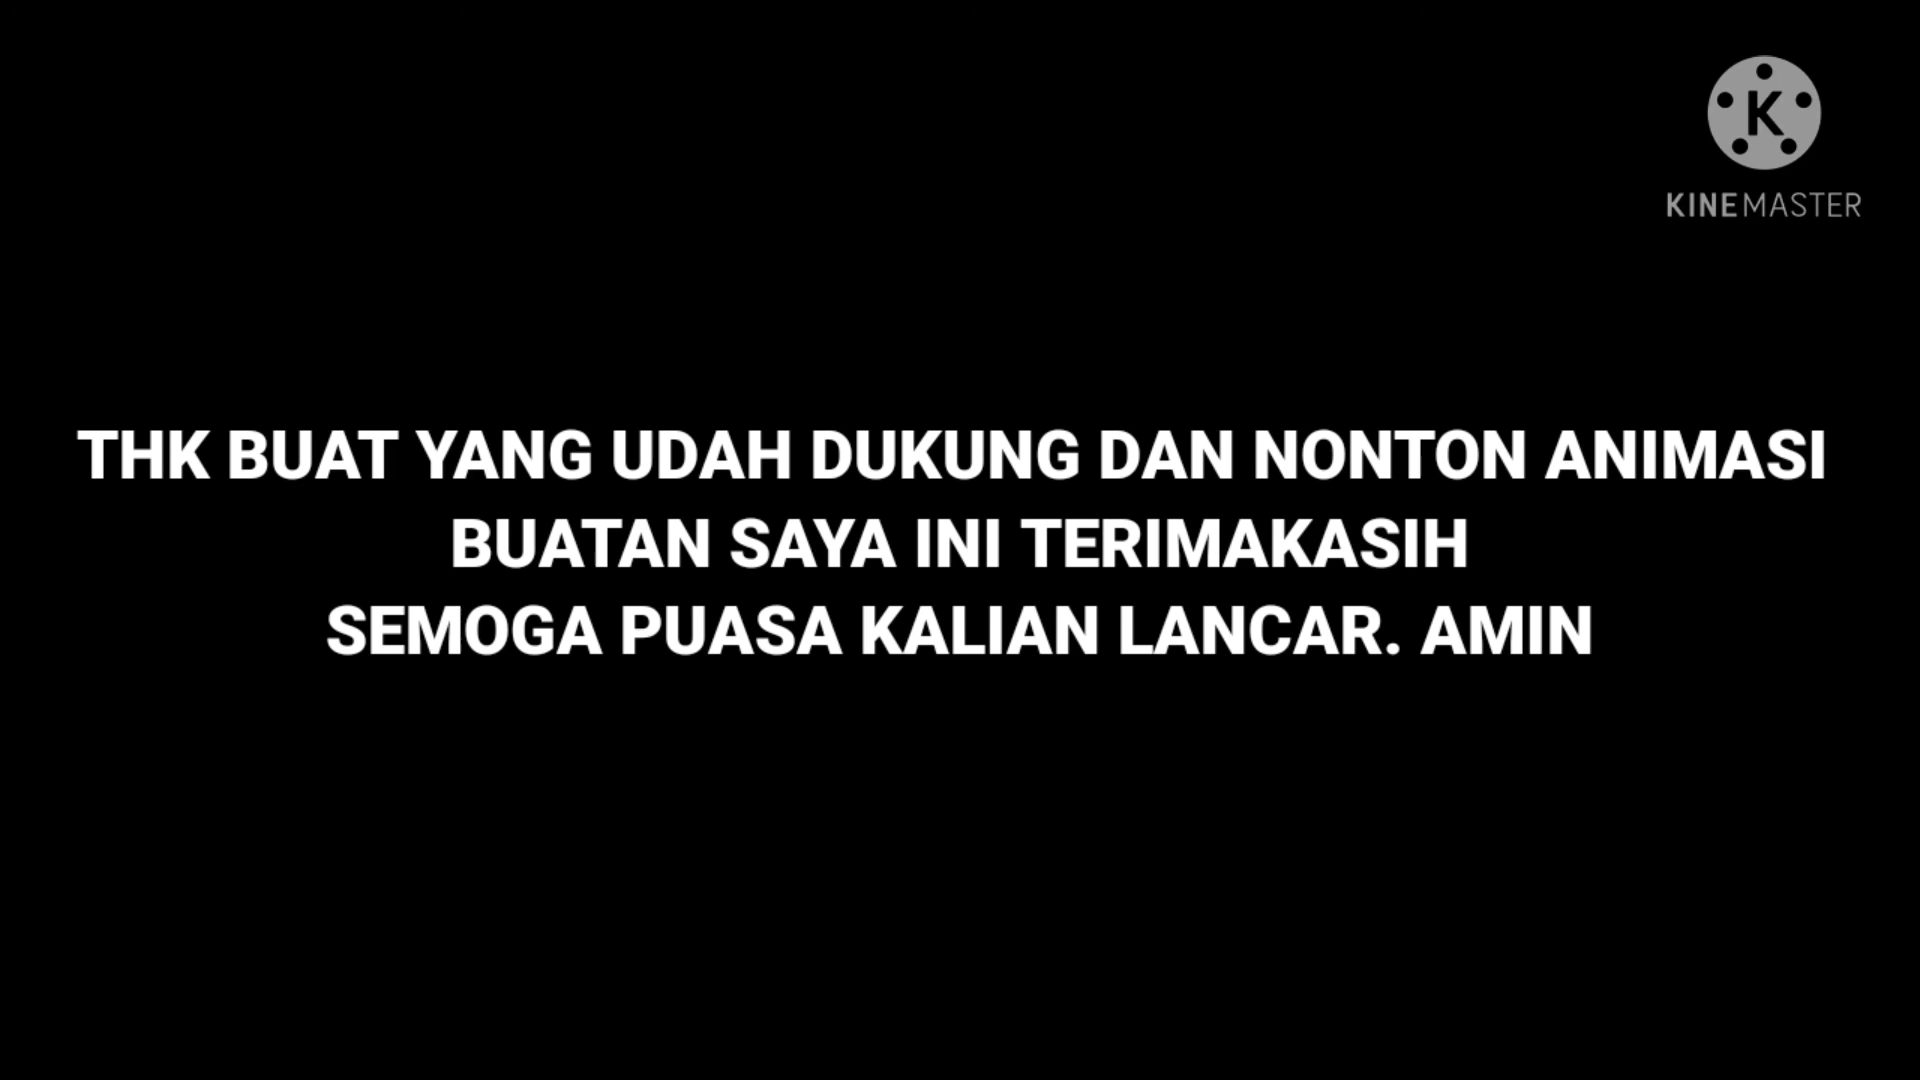 K
KINEMASTER
THK BUAT YANG UDAH DUKUNG DAN NONTON ANIMASI
BUATAN SAYA INI TERIMAKASIH
SEMOGA PUASA KALIAN LANCAR. AMIN